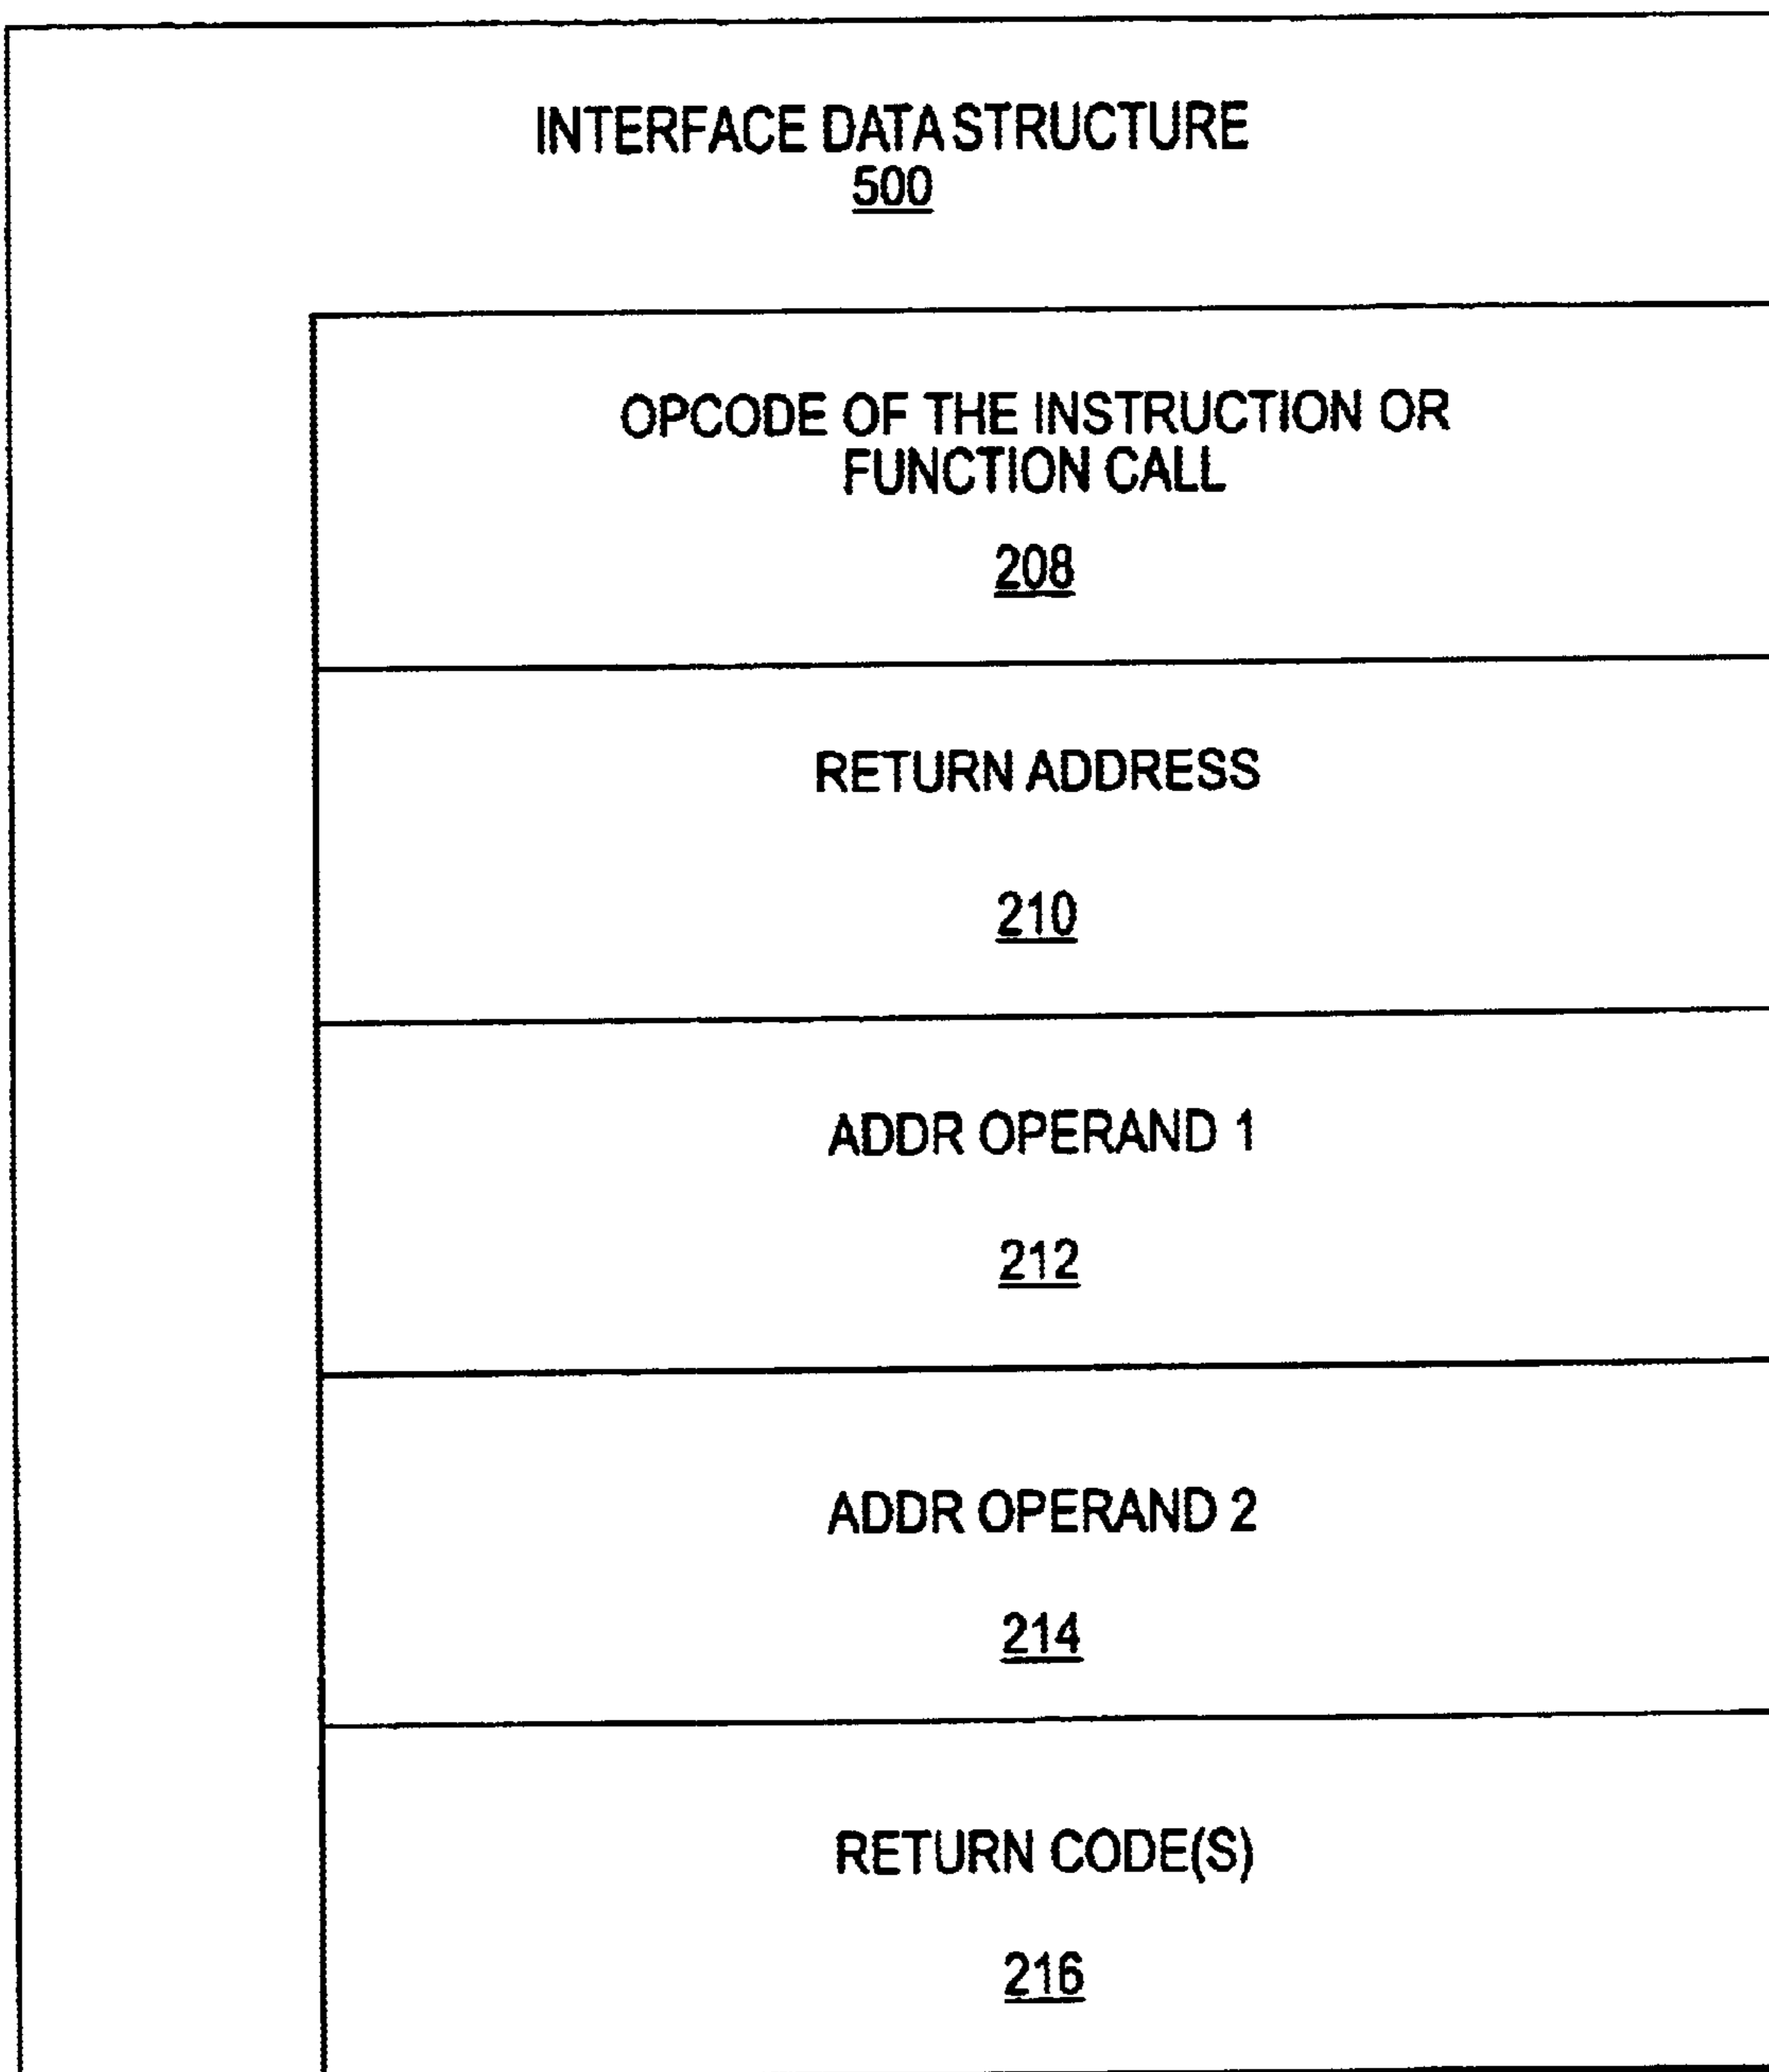 INTERFACE DATA STRUCTURE
500
OPCODE OF THE INSTRUCTION OR
FUNCTION CALL
208
RETURN ADDRESS
210
ADDR OPERAND 1
212
ADDR OPERAND 2
214
RETURN CODE(S)
216